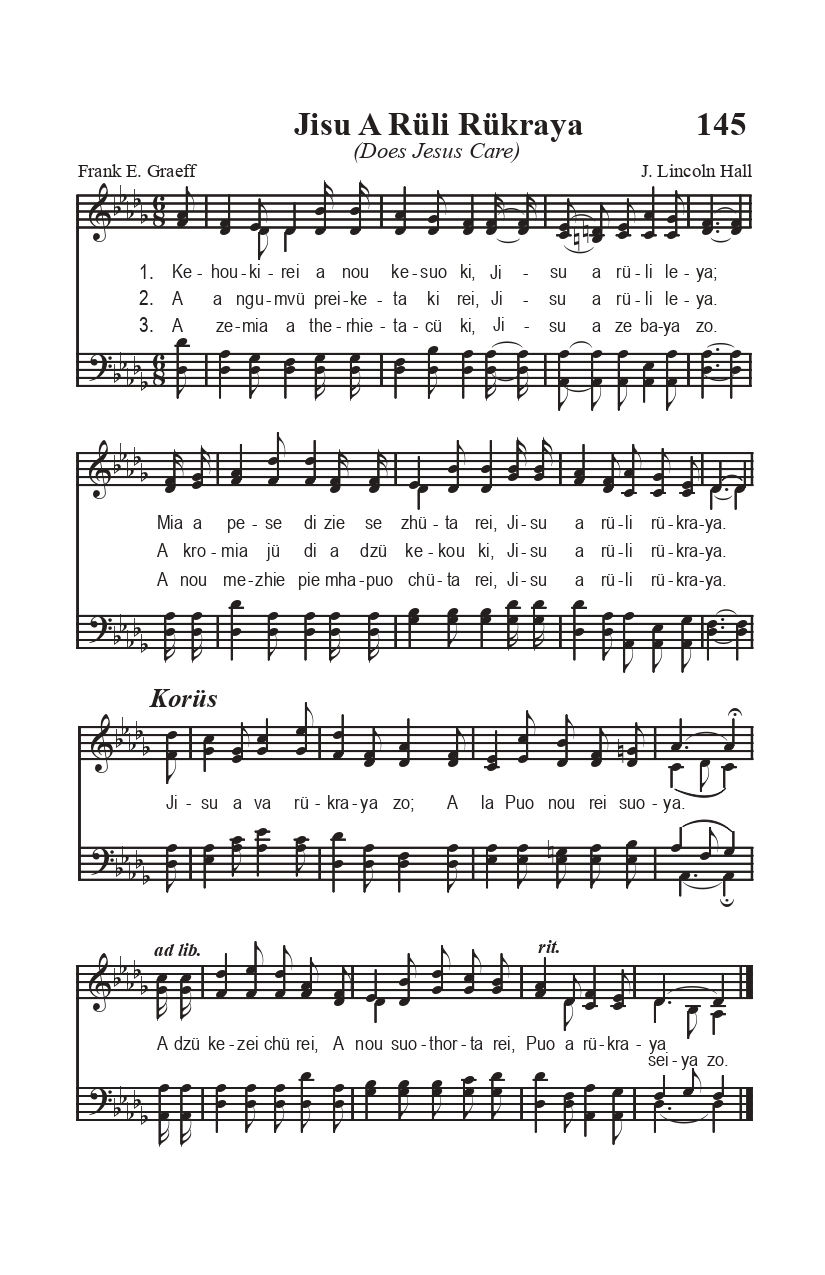 Jisu A Rüli Rükraya 145
(Does Jesus Care)
Frank E. Graeff J. Lincoln Hall
1. Ke - hou - ki - rei a nou ke - suo ki, Ji - su a rü - li le - ya;
2. A a ngu - mvü prei - ke - ta ki rei, Ji - su a rü - li le - ya.
3. A ze - mia a the - rhie - ta - cü ki, Ji - su a ze ba - ya zo.
Mia a pe - se di zie se zhü - ta rei, Ji - su a rü - li rü - kra - ya.
A kro - mia jü di a dzü ke - kou ki, Ji - su a rü - li rü - kra - ya.
A nou me - zhie pie mha - puo chü - ta rei, Ji - su a rü - li rü - kra - ya.
Korüs
Ji - su a va rü - kra - ya zo; A la Puo nou rei suo - ya.
ad lib. rit.
A dzü ke - zei chü rei, A nou suo - thor - ta rei, Puo a rü - kra - ya
sei - ya zo.